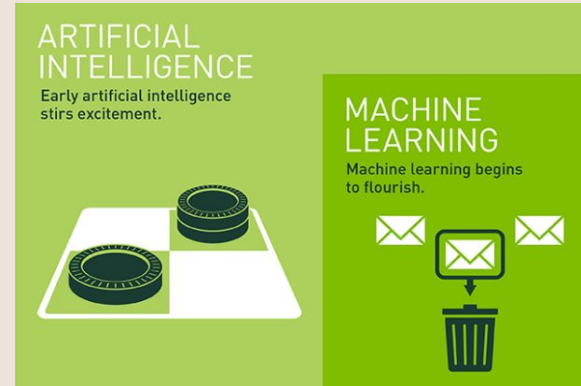 ARTIFICIAL
INTELLIGENCE
Early artificial intelligence
stirs excitement.
MACHINE
LEARNING
Machine learning begins
to flourish.